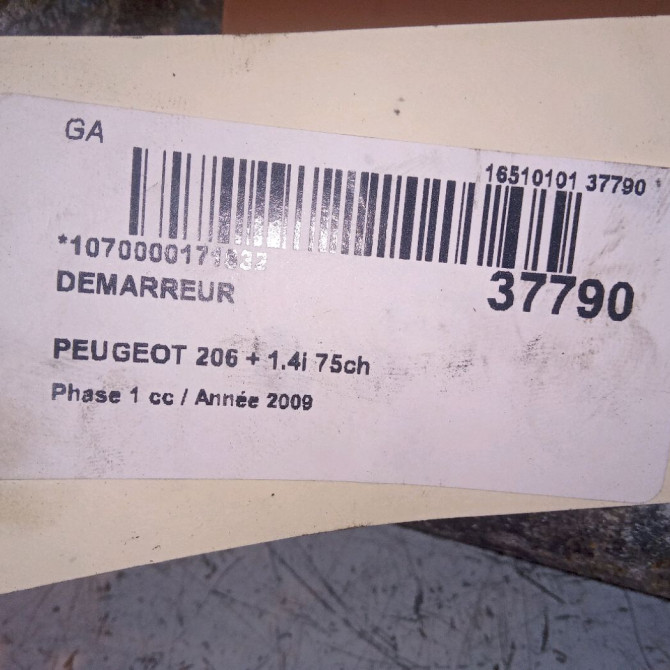 GA
16510101 37790
37790
DEMARREUR
PEUGEOT 206 + 1.4i 75ch
Phase 1 cc / Année 2009